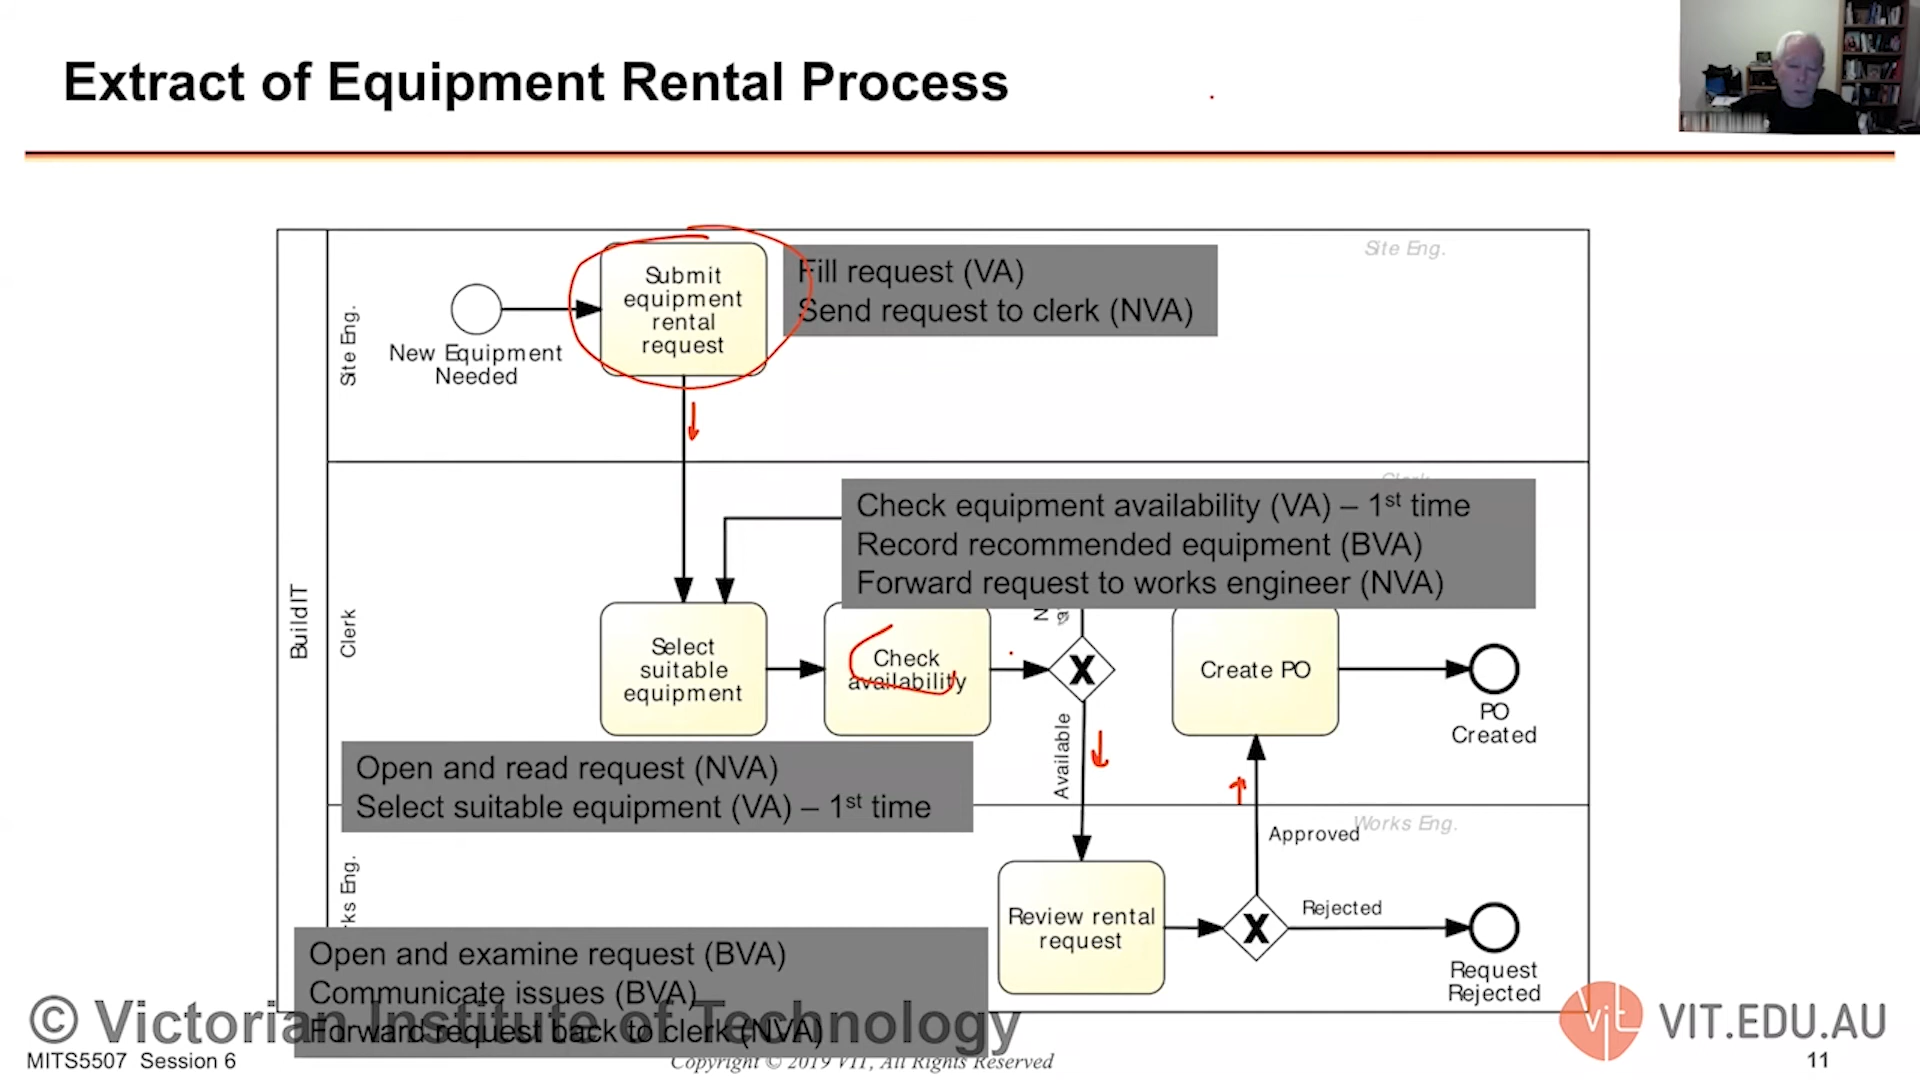 Extract of Equipment Rental Process
Site Eng.
Submit
equipment
rental
request
Fill request (VA)
Send request to clerk (NVA)
Site Eng.
New Equipment
Needed
Check equipment availability (VA) – 1st time
Record recommended equipment (BVA)
Forward request to works engineer (NVA)
BuildIT
Clerk
Select
suitable
equipment
Check
availability
X
Create PO
PO
Created
Available
Open and read request (NVA)
Select suitable equipment (VA) – 1st time
Works Eng.
Approved
ks Eng.
Review rental
request
X
Rejected
Request
Rejected
Open and examine request (BVA)
Communicate issues (BVA)
Forward request back to clerk (NVA)
© Victorian Institute of Technology
vit
VIT.EDU.AU
MITS5507 Session 6
Copyright © 2019 VIT, All Rights Reserved
11